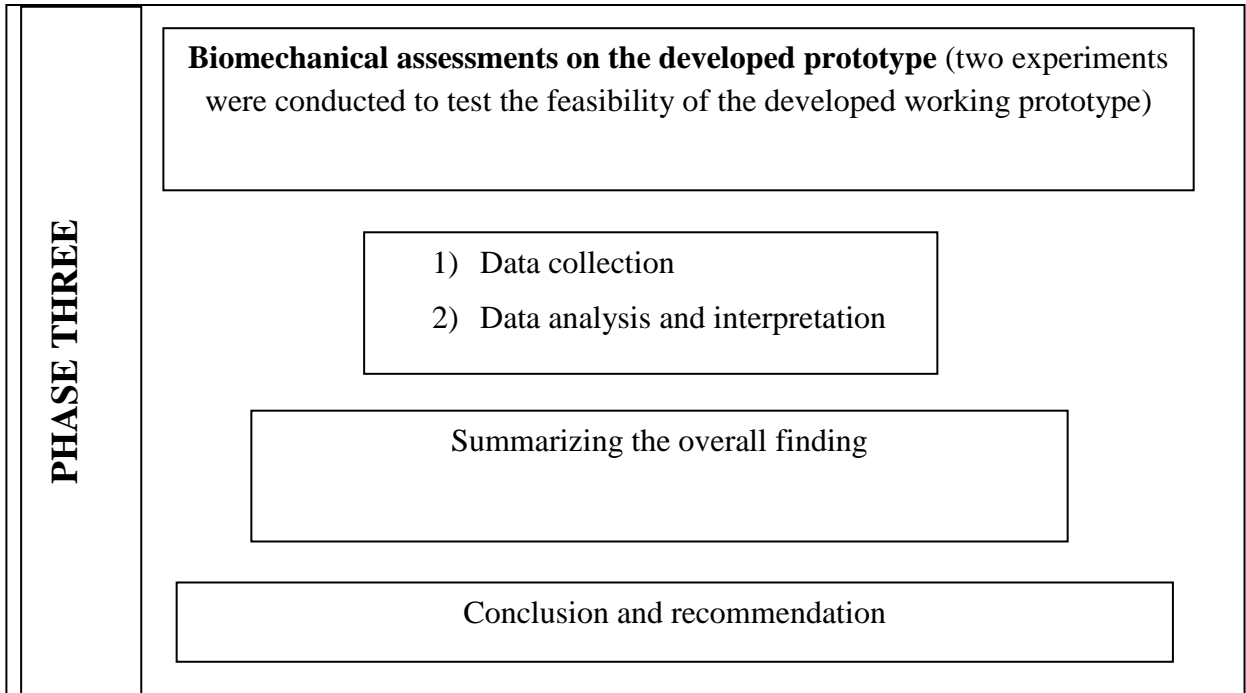 PHASE THREE
Biomechanical assessments on the developed prototype (two experiments
were conducted to test the feasibility of the developed working prototype)
1) Data collection
2) Data analysis and interpretation
Summarizing the overall finding
Conclusion and recommendation